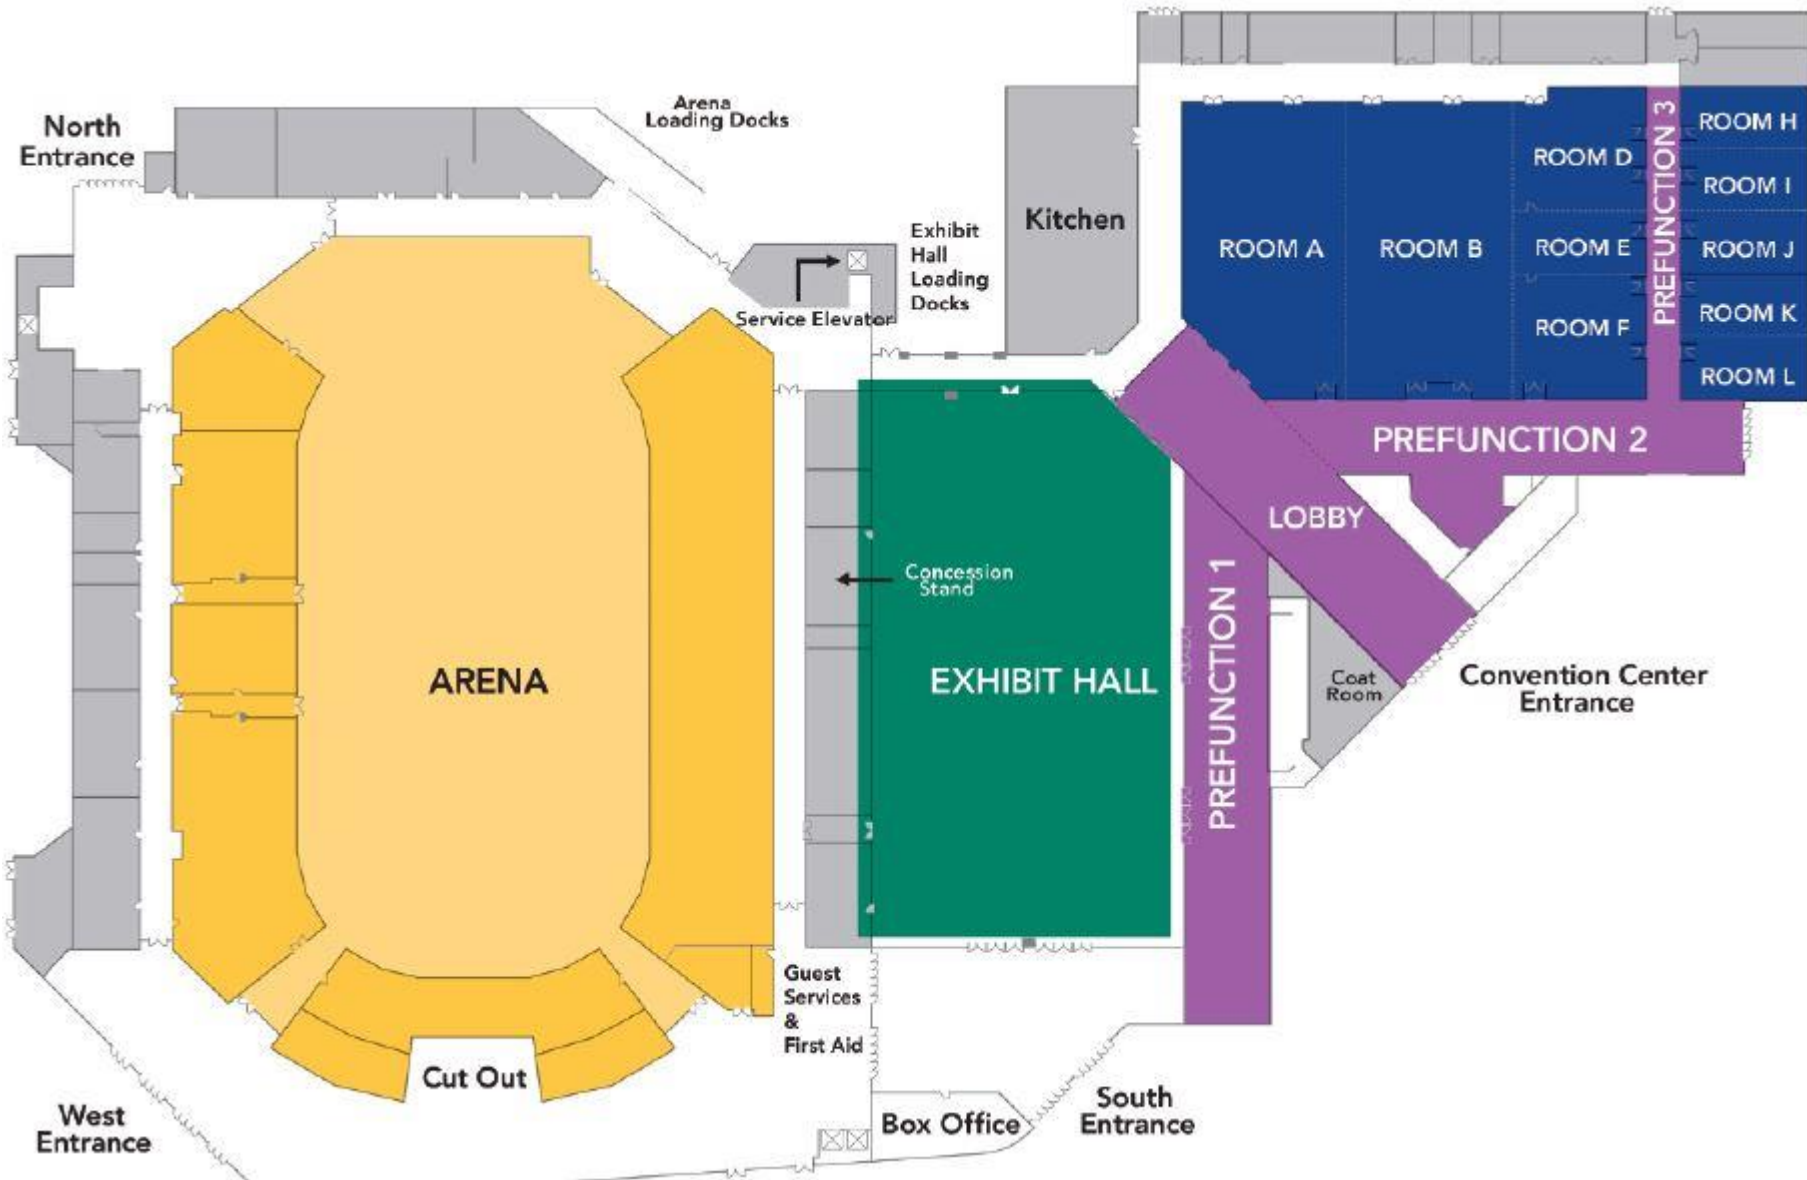 North
Entrance
Arena
Loading Docks
Exhibit
Hall
Loading
Docks
Service Elevator
Kitchen
ROOM A
ROOM B
ROOM D
ROOM E
ROOM F
PREFUNCTION 3
ROOM H
ROOM I
ROOM J
ROOM K
ROOM L
PREFUNCTION 2
LOBBY
PREFUNCTION 1
Concession
Stand
ARENA
EXHIBIT HALL
Coat
Room
Convention Center
Entrance
Guest
Services
&
First Aid
Cut Out
West
Entrance
Box Office
South
Entrance